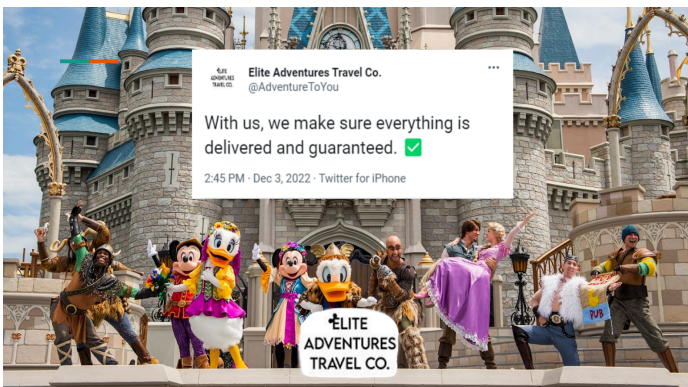 ELITE
ADVENTURES
TRAVEL CO.
Elite Adventures Travel Co.
@AdventureToYou
With us, we make sure everything is
delivered and guaranteed. ✅
2:45 PM · Dec 3, 2022 · Twitter for iPhone
PUB
ELITE
ADVENTURES
TRAVEL CO.